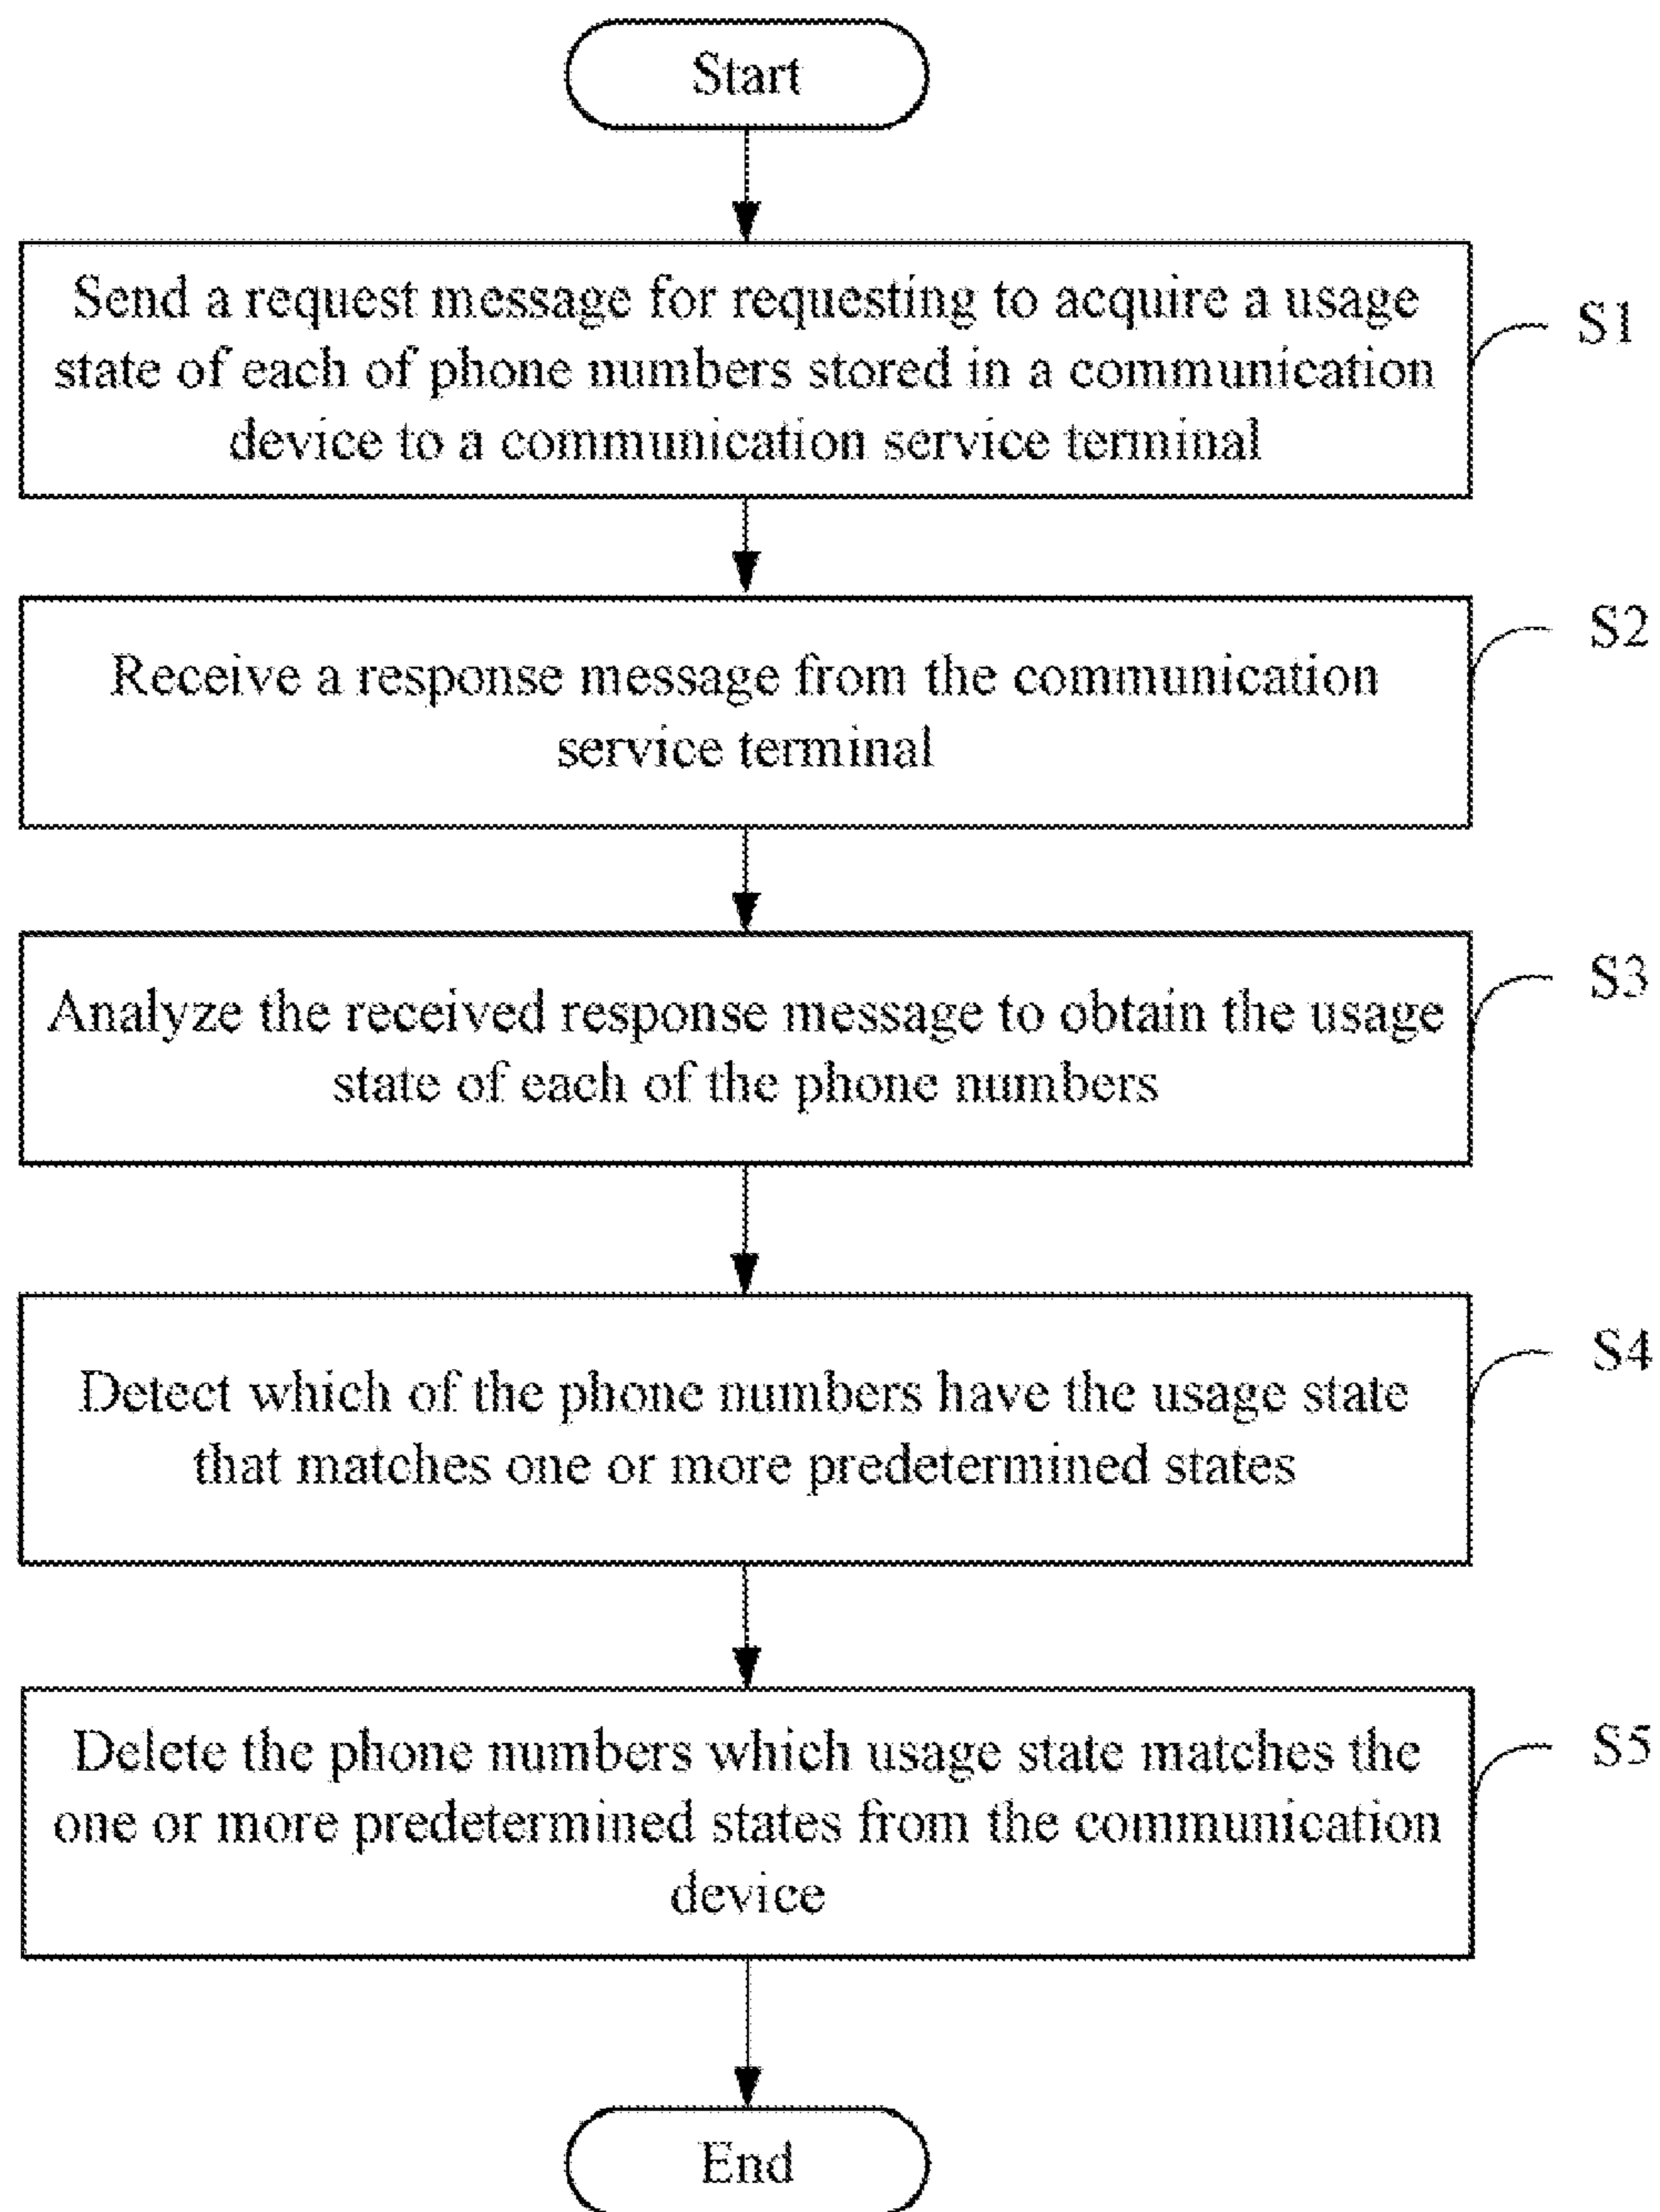 Start
Send a request message for requesting to acquire a usage
state of each of phone numbers stored in a communication
device to a communication service terminal
S1
Receive a response message from the communication
service terminal
S2
Analyze the received response message to obtain the usage
state of each of the phone numbers
S3
Detect which of the phone numbers have the usage state
that matches one or more predetermined states
S4
Delete the phone numbers which usage state matches the
one or more predetermined states from the communication
device
S5
End